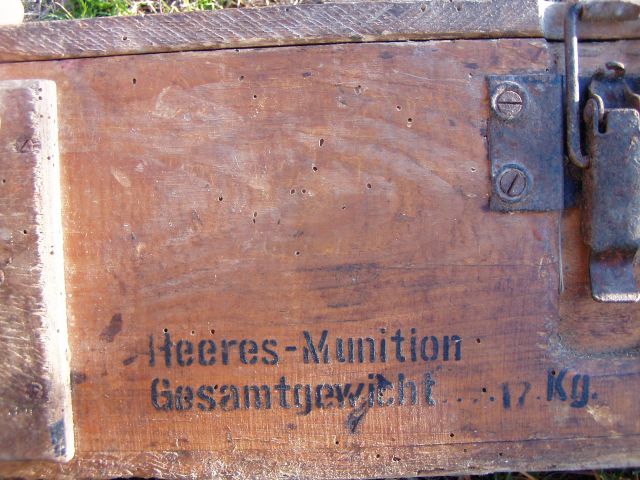 Heeres-Munition
Gesamtgewicht....17.Kg.